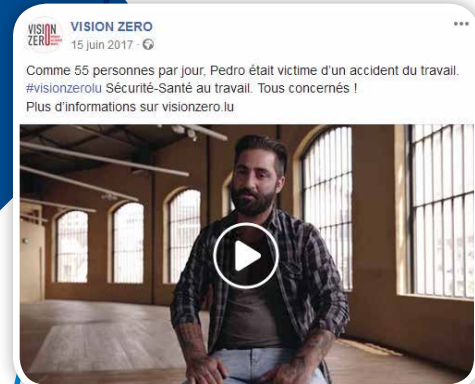 VISION ZERO
VISION
ZERO
15 juin 2017
Comme 55 personnes par jour, Pedro était victime d'un accident du travail.
#visionzerolu Sécurité-Santé au travail. Tous concernés !
Plus d'informations sur visionzero.lu